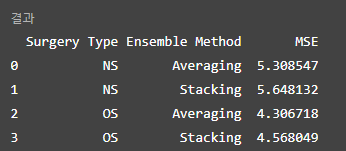 결과
Surgery Type Ensemble Method MSE
0 NS Averaging 5.308547
1 NS Stacking 5.648132
2 OS Averaging 4.306718
3 OS Stacking 4.568049